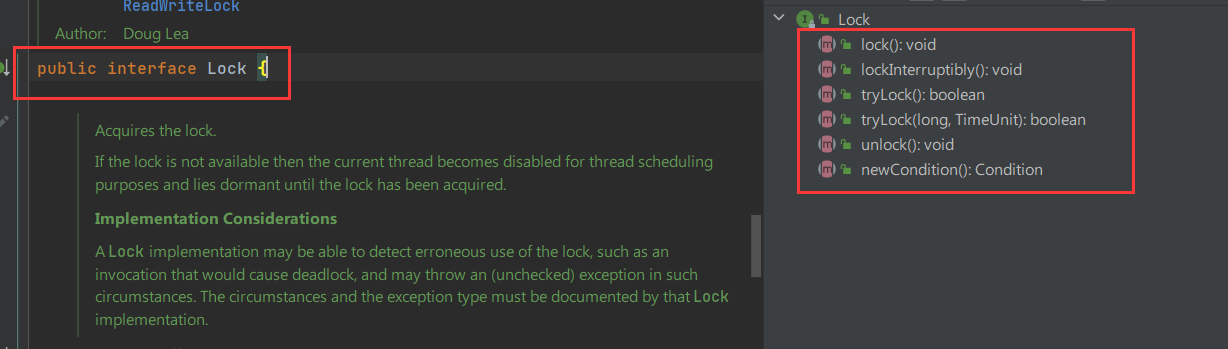 ReadWriteLock
Author: Doug Lea
public interface Lock {
Acquires the lock.
If the lock is not available then the current thread becomes disabled for thread scheduling
purposes and lies dormant until the lock has been acquired.
Implementation Considerations
A Lock implementation may be able to detect erroneous use of the lock, such as an
invocation that would cause deadlock, and may throw an (unchecked) exception in such
circumstances. The circumstances and the exception type must be documented by that Lock
implementation.
Lock
lock(): void
lockInterruptibly(): void
tryLock(): boolean
tryLock(long, TimeUnit): boolean
unlock(): void
newCondition(): Condition